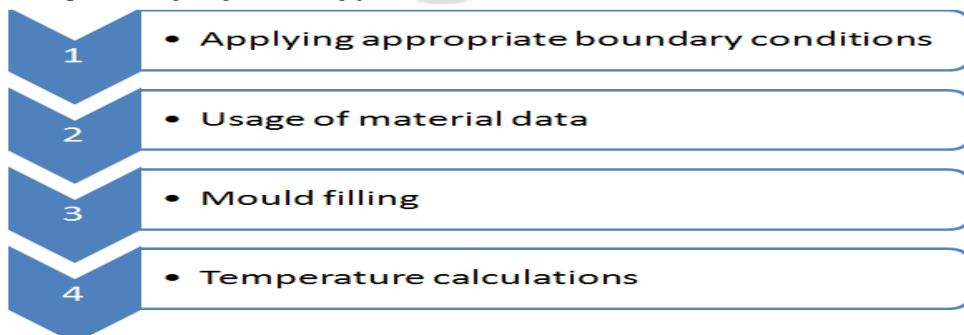 1 • Applying appropriate boundary conditions
2 • Usage of material data
3 • Mould filling
4 • Temperature calculations